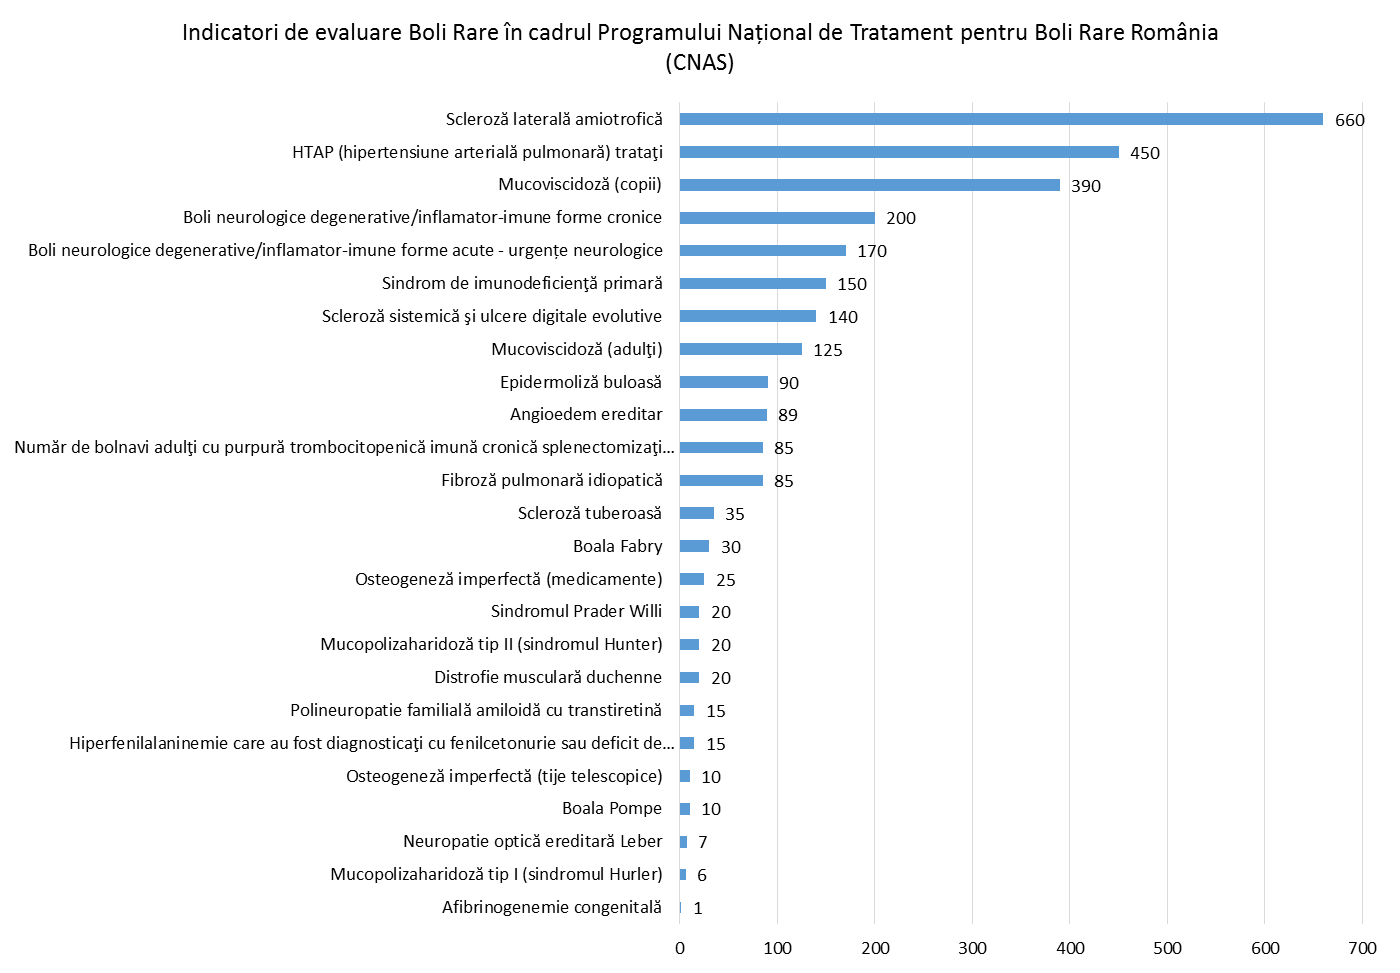 Indicatori de evaluare Boli Rare în cadrul Programului Național de Tratament pentru Boli Rare România
(CNAS)
Scleroză laterală amiotrofică 660
HTAP (hipertensiune arterială pulmonară) trataţi 450
Mucoviscidoză (copii) 390
Boli neurologice degenerative/inflamator-imune forme cronice 200
Boli neurologice degenerative/inflamator-imune forme acute - urgențe neurologice 170
Sindrom de imunodeficienţă primară 150
Scleroză sistemică şi ulcere digitale evolutive 140
Mucoviscidoză (adulţi) 125
Epidermoliză buloasă 90
Angioedem ereditar 89
Număr de bolnavi adulţi cu purpură trombocitopenică imună cronică splenectomizaţi… 85
Fibroză pulmonară idiopatică 85
Scleroză tuberoasă 35
Boala Fabry 30
Osteogeneză imperfectă (medicamente) 25
Sindromul Prader Willi 20
Mucopolizaharidoză tip II (sindromul Hunter) 20
Distrofie musculară duchenne 20
Polineuropatie familială amiloidă cu transtiretină 15
Hiperfenilalaninemie care au fost diagnosticaţi cu fenilcetonurie sau deficit de… 15
Osteogeneză imperfectă (tije telescopice) 10
Boala Pompe 10
Neuropatie optică ereditară Leber 7
Mucopolizaharidoză tip I (sindromul Hurler) 6
Afibrinogenemie congenitală 1
0 100 200 300 400 500 600 700